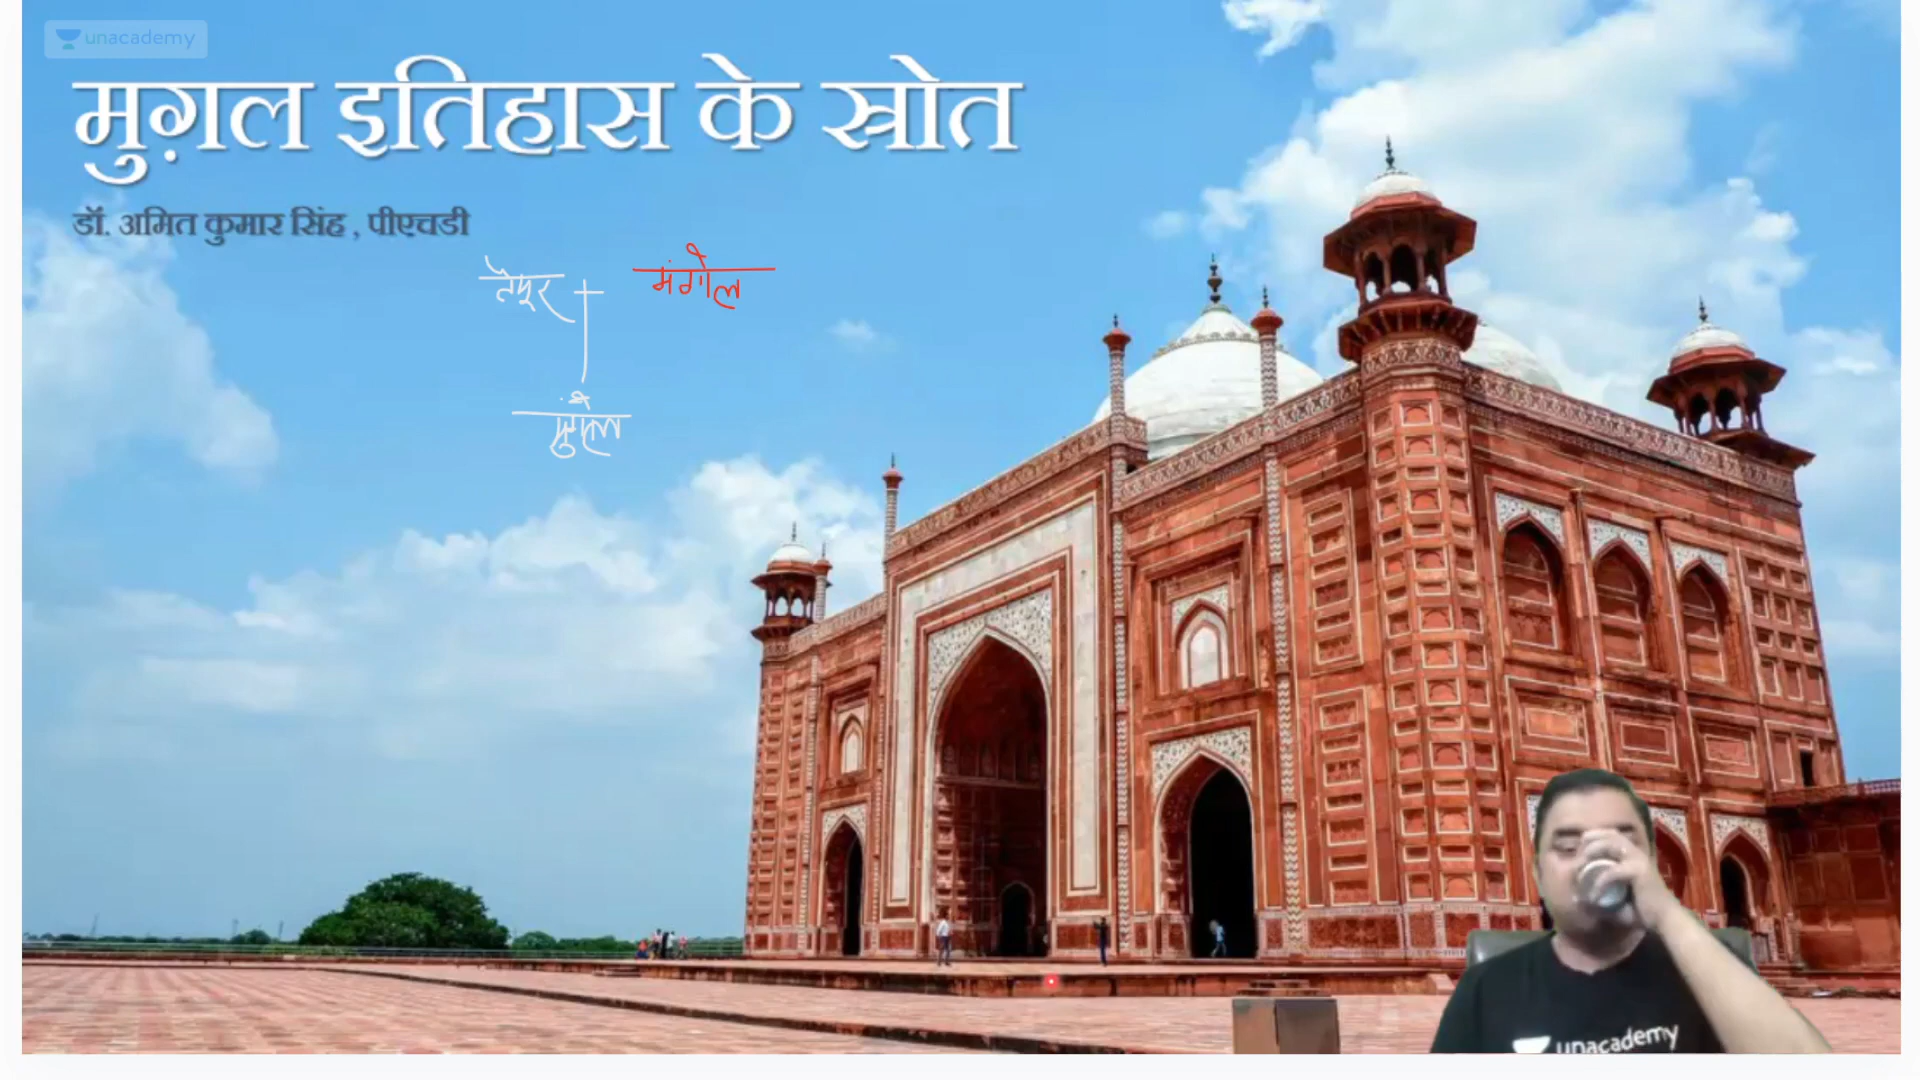 unacademy
मुग़ल इतिहास के स्रोत
डॉ. अमित कुमार सिंह , पीएचडी
तैमूर मंगोल
unacademy